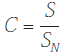 C = S / S_N